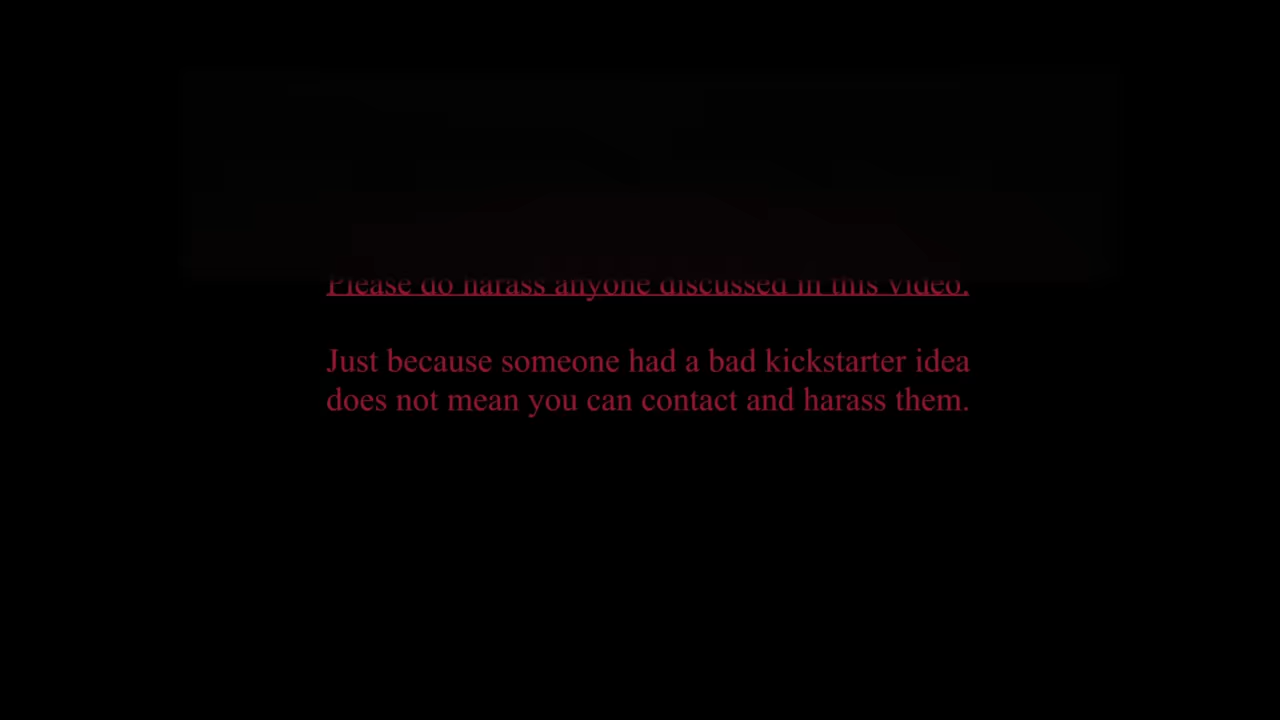 Please do harass anyone discussed in this video.
Just because someone had a bad kickstarter idea
does not mean you can contact and harass them.